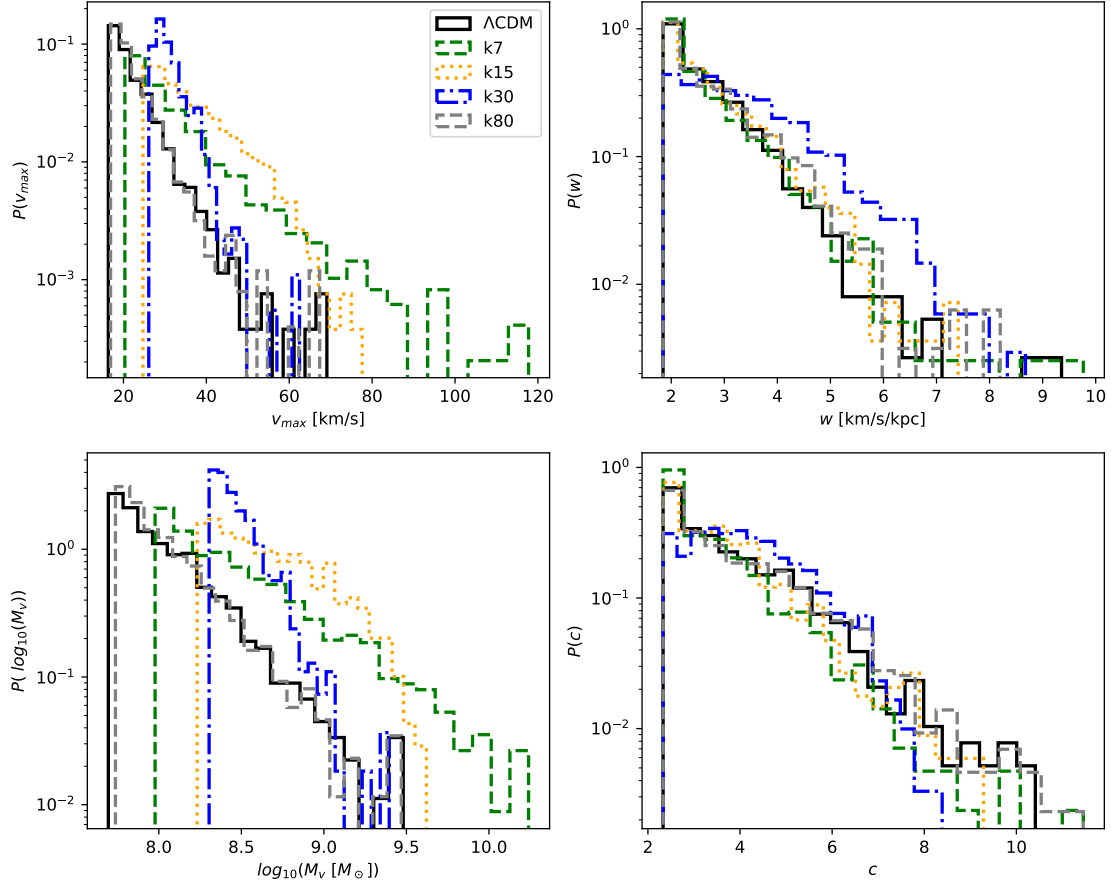 10⁻¹
10⁻²
10⁻³
P(v_max)
20 40 60 80 100 120
v_max [km/s]
ΛCDM
k7
k15
k30
k80
10⁰
10⁻¹
10⁻²
P(w)
2 3 4 5 6 7 8 9 10
w [km/s/kpc]
10⁰
10⁻¹
10⁻²
P( log₁₀(M_v))
8.0 8.5 9.0 9.5 10.0
log₁₀(M_v [M_⊙])
10⁰
10⁻¹
10⁻²
P(c)
2 4 6 8 10
c